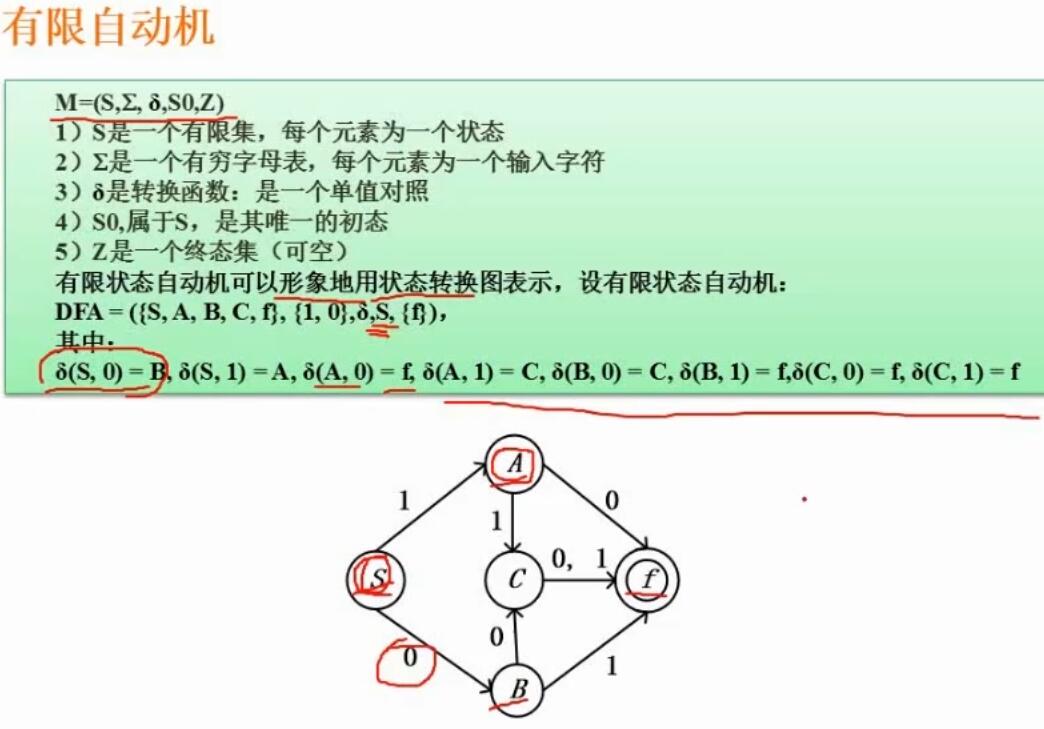 有限自动机
M=(S,Σ, δ,S0,Z)
1）S是一个有限集，每个元素为一个状态
2）Σ是一个有穷字母表，每个元素为一个输入字符
3）δ是转换函数：是一个单值对照
4）S0,属于S，是其唯一的初态
5）Z是一个终态集（可空）
有限状态自动机可以形象地用状态转换图表示，设有限状态自动机：
DFA = ({S, A, B, C, f}, {1, 0},δ,S, {f})，
其中：
δ(S, 0) = B, δ(S, 1) = A, δ(A, 0) = f, δ(A, 1) = C, δ(B, 0) = C, δ(B, 1) = f,δ(C, 0) = f, δ(C, 1) = f
A
1
0
1
S
C
0, 1
f
0
0
1
B